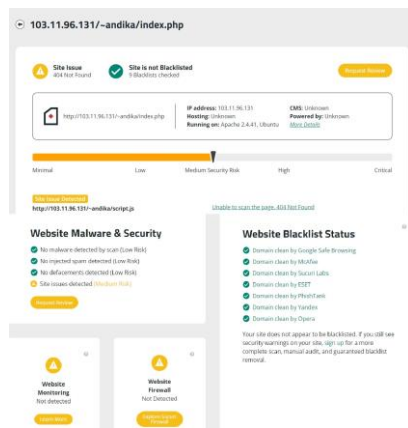 103.11.96.131/~andika/index.php
Site Issue
404 Not Found
Site is not Blacklisted
9 Blacklists checked
Request Review
http://103.11.96.131/~andika/index.php
IP address: 103.11.96.131
Hosting: Unknown
Running on: Apache 2.4.41, Ubuntu
CMS: Unknown
Powered by: Unknown
More Details
Minimal
Low
Medium Security Risk
High
Critical
Site Issue Detected
http://103.11.96.131/~andika/script.js
Unable to scan the page. 404 Not Found
Website Malware & Security
No malware detected by scan (Low Risk)
No injected spam detected (Low Risk)
No defacements detected (Low Risk)
Site issues detected (Medium Risk)
Request Review
Website Blacklist Status
Domain clean by Google Safe Browsing
Domain clean by McAfee
Domain clean by Sucuri Labs
Domain clean by ESET
Domain clean by PhishTank
Domain clean by Yandex
Domain clean by Opera
Your site does not appear to be blacklisted. If you still see
security warnings on your site, sign up for a more
complete scan, manual audit, and guaranteed blacklist
removal.
Website
Monitoring
Not detected
Learn More
Website
Firewall
Not Detected